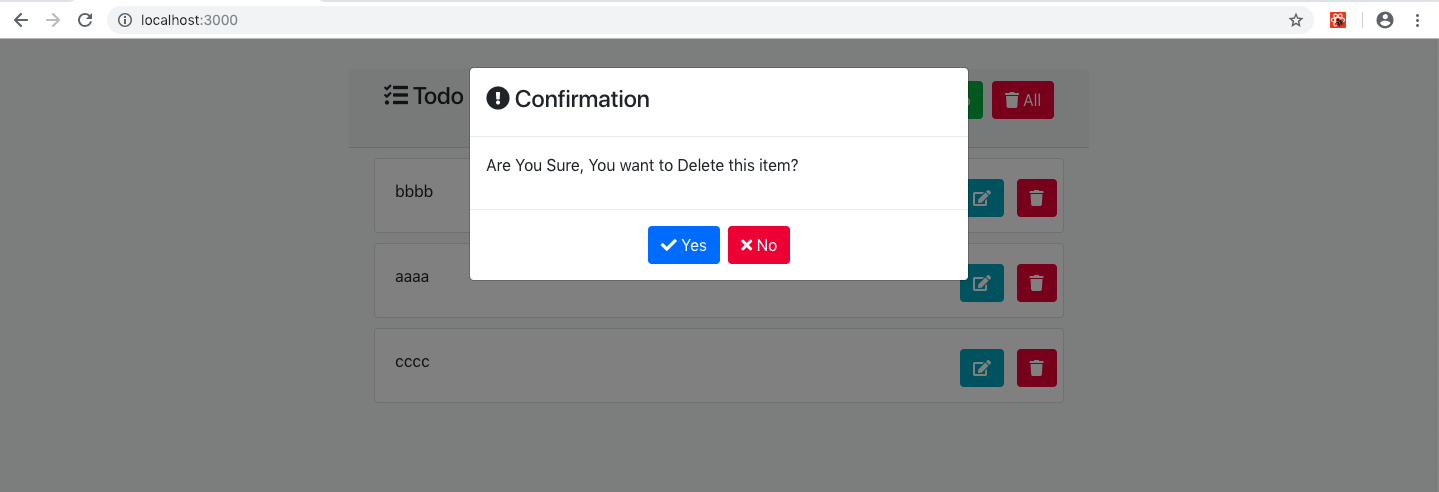 localhost:3000
Confirmation
Todo
All
Are You Sure, You want to Delete this item?
bbbb
Yes
No
aaaa
cccc